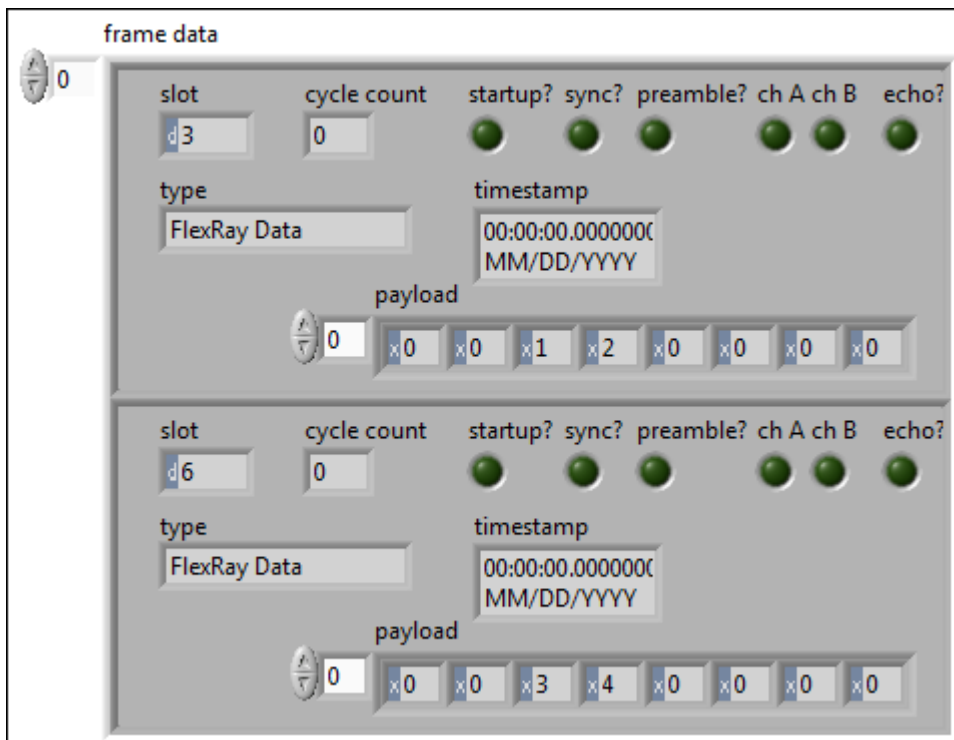 frame data
0
slot cycle count startup? sync? preamble? ch A ch B echo?
d 3 0
type timestamp
FlexRay Data 00:00:00.0000000
MM/DD/YYYY
payload
0 x 0 x 0 x 1 x 2 x 0 x 0 x 0 x 0
slot cycle count startup? sync? preamble? ch A ch B echo?
d 6 0
type timestamp
FlexRay Data 00:00:00.0000000
MM/DD/YYYY
payload
0 x 0 x 0 x 3 x 4 x 0 x 0 x 0 x 0